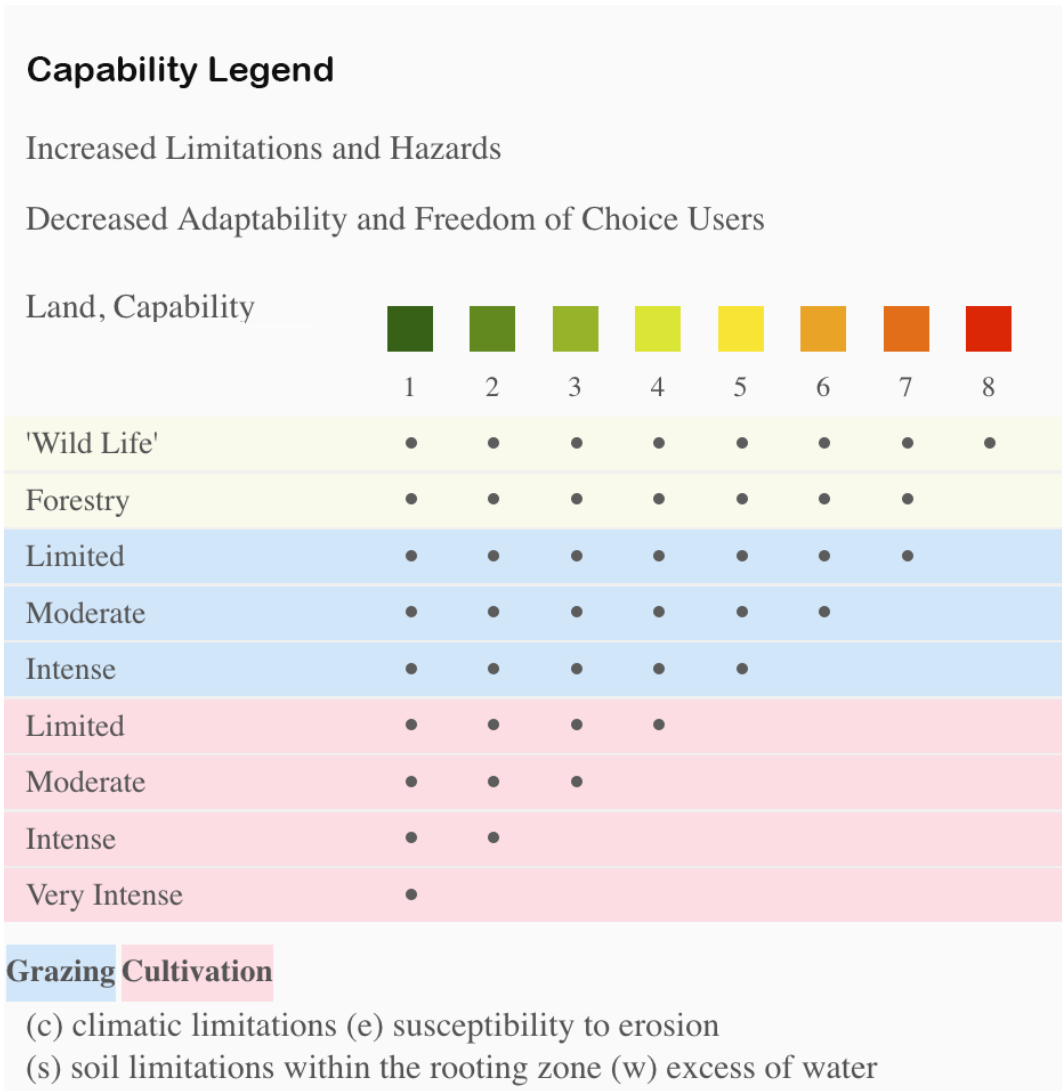 Capability Legend
Increased Limitations and Hazards
Decreased Adaptability and Freedom of Choice Users
Land, Capability
1 2 3 4 5 6 7 8
'Wild Life' • • • • • • • •
Forestry • • • • • • •
Limited • • • • • • •
Moderate • • • • • •
Intense • • • • •
Limited • • • •
Moderate • • •
Intense • •
Very Intense •
Grazing Cultivation
(c) climatic limitations (e) susceptibility to erosion
(s) soil limitations within the rooting zone (w) excess of water